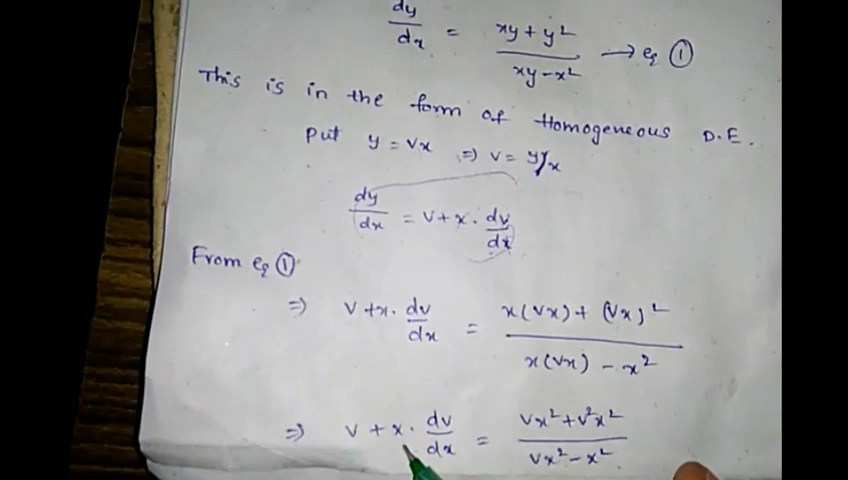 dy/dx = (xy + y²)/(xy - x²) → eq ①
This is in the form of Homogeneous D.E.
put y = vx ⇒ v = y/x
dy/dx = v + x . dv/dx
From eq ①
⇒ v + x . dv/dx = (x(vx) + (vx)²)/(x(vx) - x²)
⇒ v + x . dv/dx = (vx² + v²x²)/(vx² - x²)